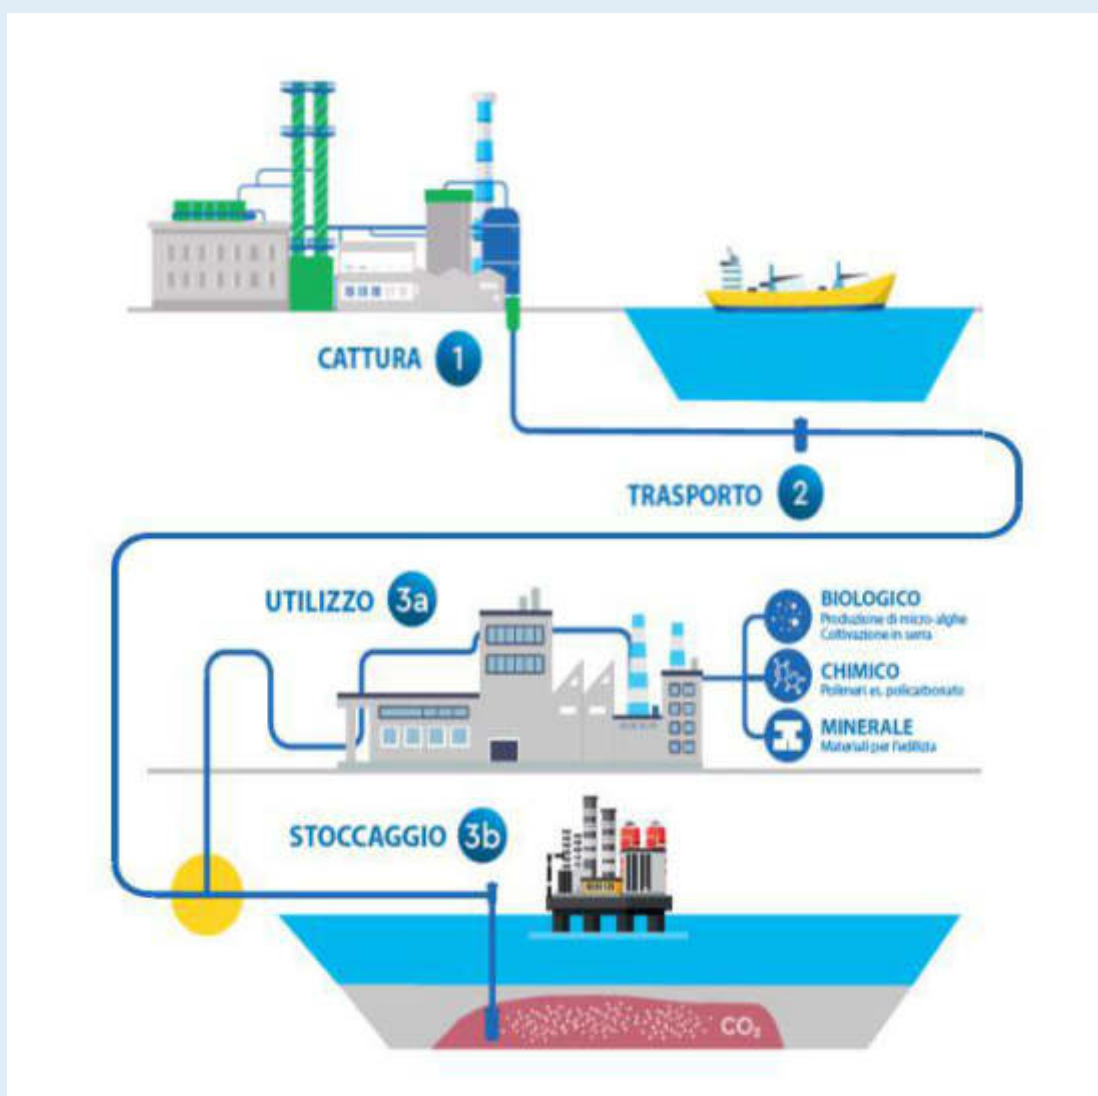 CATTURA 1
TRASPORTO 2
UTILIZZO 3a
BIOLOGICO
Produzione di micro-alghe
Coltivazione in serra
CHIMICO
Polimeri es. policarbonato
MINERALE
Materiali per l'edilizia
STOCCAGGIO 3b
CO₂